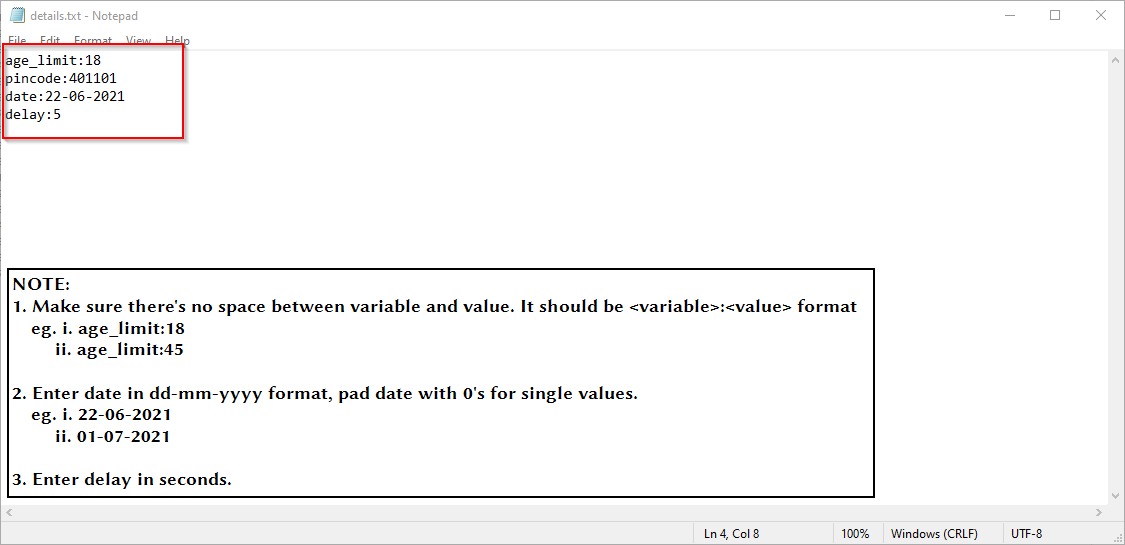 details.txt - Notepad
File Edit Format View Help
age_limit:18
pincode:401101
date:22-06-2021
delay:5
NOTE:
1. Make sure there's no space between variable and value. It should be <variable>:<value> format
eg. i. age_limit:18
ii. age_limit:45
2. Enter date in dd-mm-yyyy format, pad date with 0's for single values.
eg. i. 22-06-2021
ii. 01-07-2021
3. Enter delay in seconds.
Ln 4, Col 8 100% Windows (CRLF) UTF-8